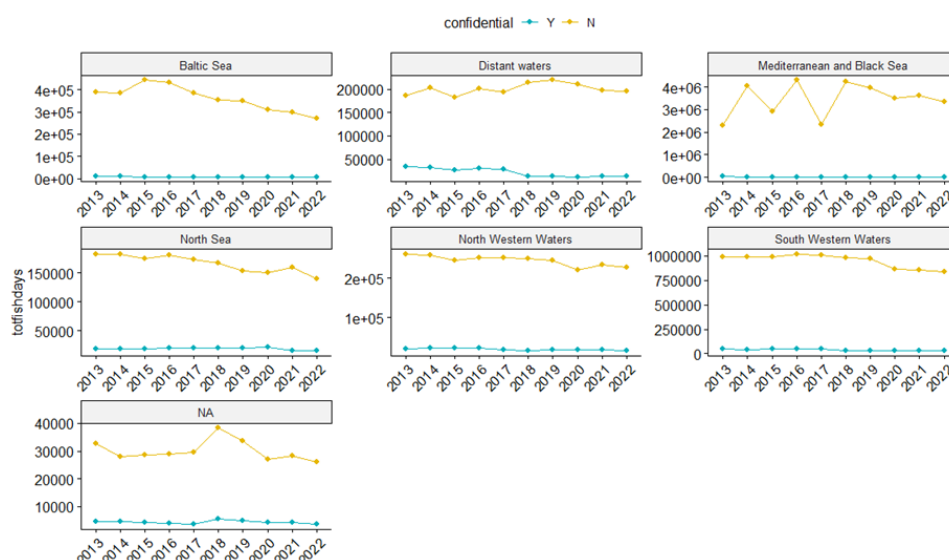 confidential Y N
Baltic Sea
4e+05
3e+05
2e+05
1e+05
0e+00
2013 2014 2015 2016 2017 2018 2019 2020 2021 2022
Distant waters
200000
150000
100000
50000
2013 2014 2015 2016 2017 2018 2019 2020 2021 2022
Mediterranean and Black Sea
4e+06
3e+06
2e+06
1e+06
0e+00
2013 2014 2015 2016 2017 2018 2019 2020 2021 2022
totfishdays
North Sea
150000
100000
50000
2013 2014 2015 2016 2017 2018 2019 2020 2021 2022
North Western Waters
2e+05
1e+05
2013 2014 2015 2016 2017 2018 2019 2020 2021 2022
South Western Waters
1000000
750000
500000
250000
0
2013 2014 2015 2016 2017 2018 2019 2020 2021 2022
NA
40000
30000
20000
10000
2013 2014 2015 2016 2017 2018 2019 2020 2021 2022